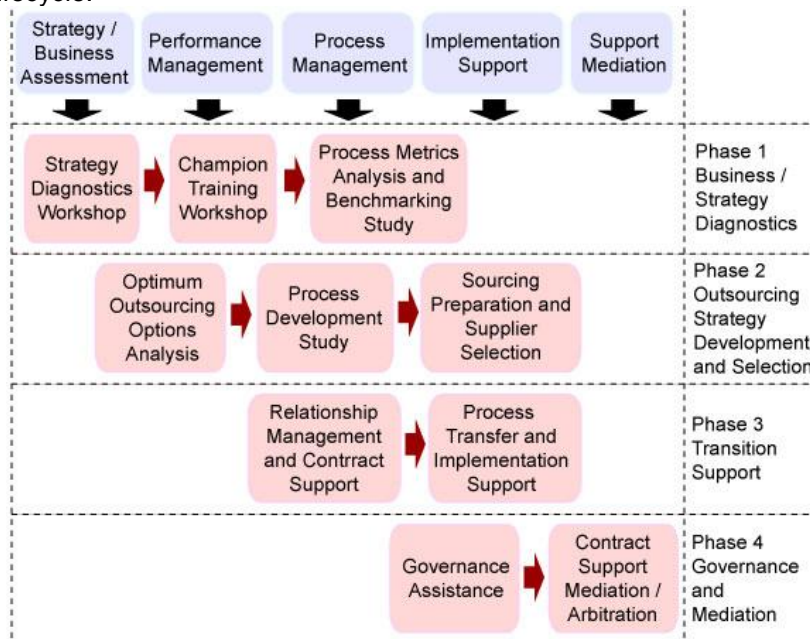 Strategy /
Business
Assessment
Performance
Management
Process
Management
Implementation
Support
Support
Mediation
Strategy
Diagnostics
Workshop
Champion
Training
Workshop
Process Metrics
Analysis and
Benchmarking
Study
Phase 1
Business /
Strategy
Diagnostics
Optimum
Outsourcing
Options
Analysis
Process
Development
Study
Sourcing
Preparation and
Supplier
Selection
Phase 2
Outsourcing
Strategy
Development
and Selection
Relationship
Management
and Contrract
Support
Process
Transfer and
Implementation
Support
Phase 3
Transition
Support
Governance
Assistance
Contract
Support
Mediation /
Arbitration
Phase 4
Governance
and
Mediation